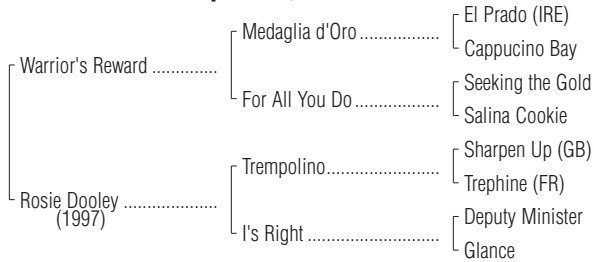 El Prado (IRE)
Medaglia d'Oro .................
Cappucino Bay
Warrior's Reward ..............
Seeking the Gold
For All You Do ..................
Salina Cookie
Sharpen Up (GB)
Trempolino.......................
Trephine (FR)
Rosie Dooley ....................
(1997)
Deputy Minister
I's Right ...........................
Glance